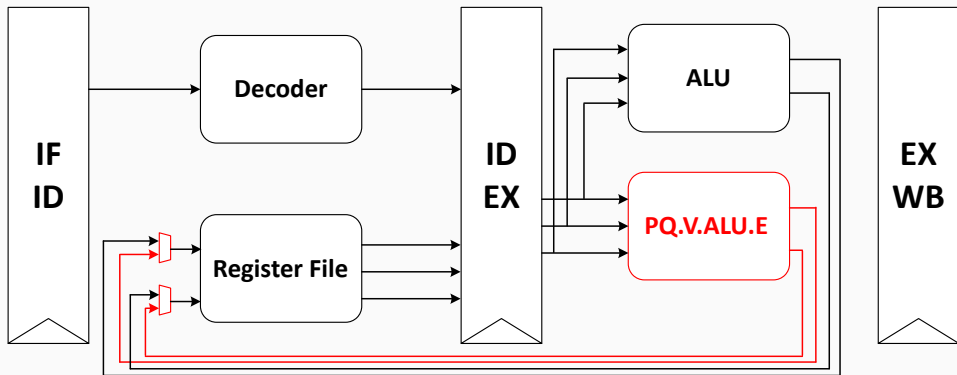 IF
ID
Decoder
Register File
ID
EX
ALU
PQ.V.ALU.E
EX
WB